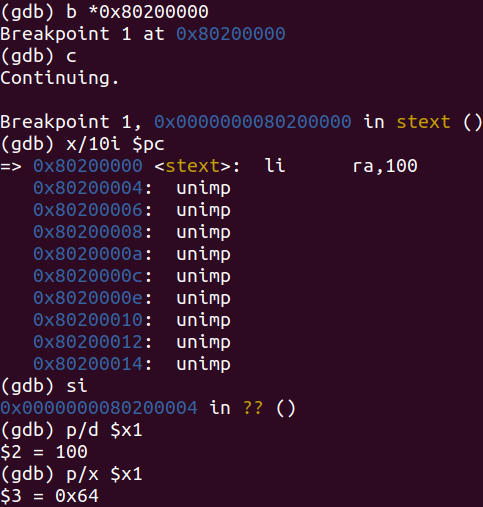 (gdb) b *0x80200000
Breakpoint 1 at 0x80200000
(gdb) c
Continuing.

Breakpoint 1, 0x0000000080200000 in stext ()
(gdb) x/10i $pc
=> 0x80200000 <stext>:  li      ra,100
   0x80200004:  unimp
   0x80200006:  unimp
   0x80200008:  unimp
   0x8020000a:  unimp
   0x8020000c:  unimp
   0x8020000e:  unimp
   0x80200010:  unimp
   0x80200012:  unimp
   0x80200014:  unimp
(gdb) si
0x0000000080200004 in ?? ()
(gdb) p/d $x1
$2 = 100
(gdb) p/x $x1
$3 = 0x64